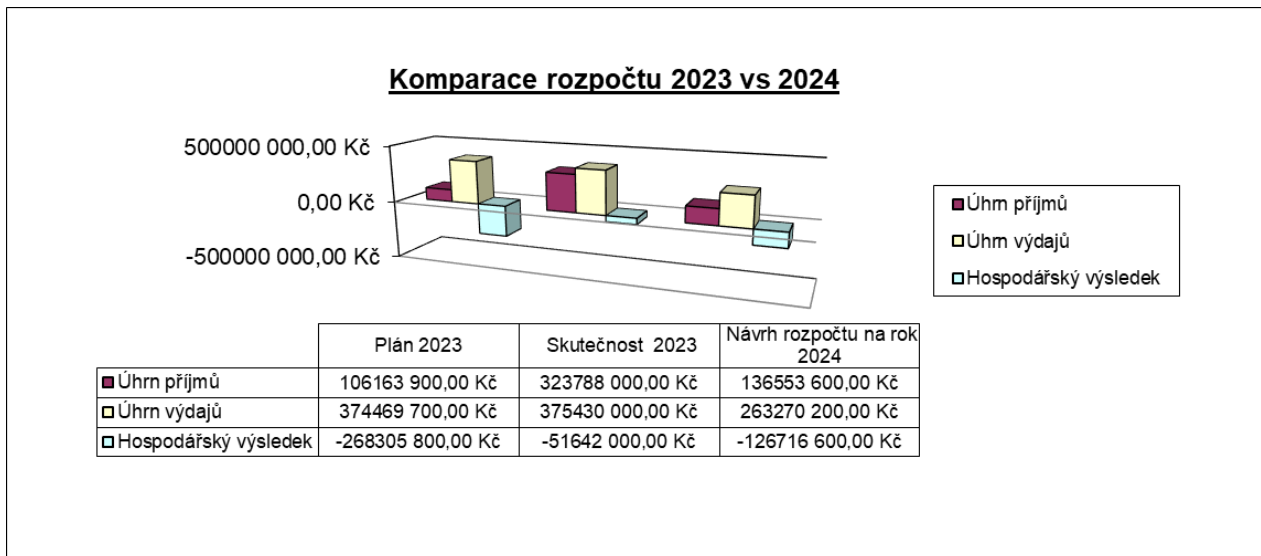 Komparace rozpočtu 2023 vs 2024
500000 000,00 Kč
0,00 Kč
-500000 000,00 Kč
Úhrn příjmů
Úhrn výdajů
Hospodářský výsledek
Plán 2023 Skutečnost 2023 Návrh rozpočtu na rok
2024
Úhrn příjmů 106163 900,00 Kč 323788 000,00 Kč 136553 600,00 Kč
Úhrn výdajů 374469 700,00 Kč 375430 000,00 Kč 263270 200,00 Kč
Hospodářský výsledek -268305 800,00 Kč -51642 000,00 Kč -126716 600,00 Kč